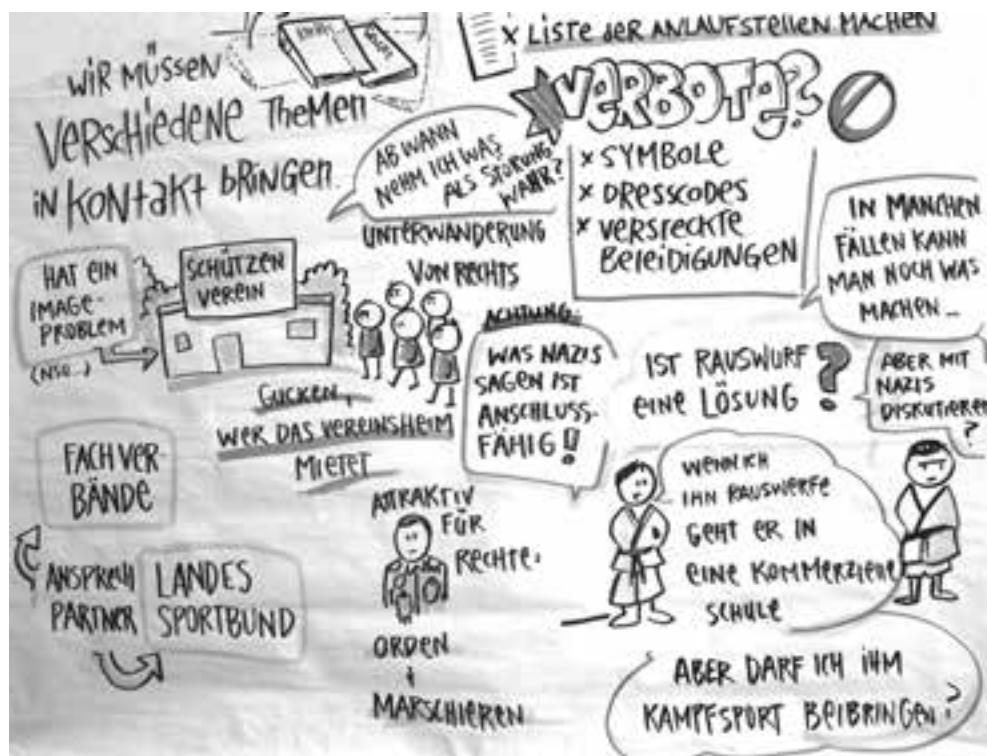 WIR MÜSSEN
VERSCHIEDENE THEMEN
IN KONTAKT BRINGEN.
x LISTE DER ANLAUFSTELLEN MACHEN
VERBOTE?
x SYMBOLE
x DRESSCODES
x VERSTECKTE
BELEIDIGUNGEN
AB WANN
NEHM ICH WAS
ALS STÖRUNG
WAHR?
UNTERWANDERUNG
VON RECHTS
HAT EIN
IMAGE-
PROBLEM
SCHÜTZEN
VEREIN
GUCKEN,
WER DAS VEREINSHEIM
MIETET
ACHTUNG:
WAS NAZIS
SAGEN IST
ANSCHLUSS-
FÄHIG!!
IN MANCHEN
FÄLLEN KANN
MAN NOCH WAS
MACHEN...
IST RAUSWURF
EINE LÖSUNG?
ABER MIT
NAZIS
DISKUTIEREN
?
WENN ICH
IHN RAUSWERFE
GEHT ER IN
EINE KOMMERZIELLE
SCHULE
ABER DARF ICH IHM
KAMPFSPORT BEIBRINGEN?
FACHVER-
BÄNDE
ANSPRECH
PARTNER
LANDES
SPORTBUND
ATTRAKTIV
FÜR
RECHTE:
ORDEN
+
MARSCHIEREN